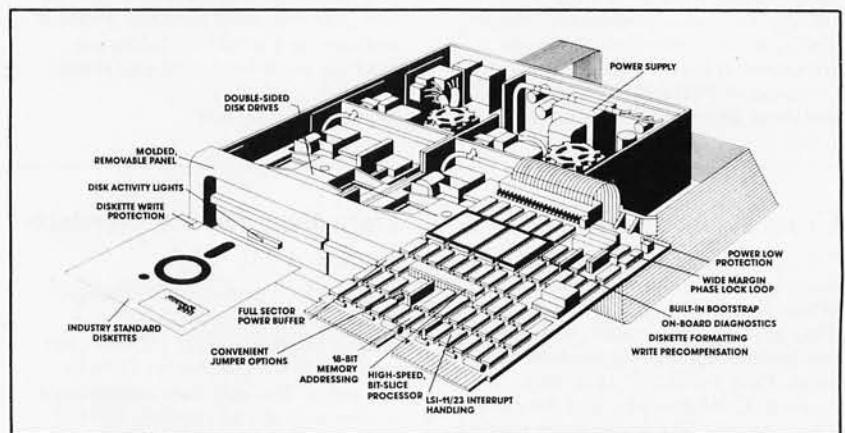 POWER SUPPLY
DOUBLE-SIDED
DISK DRIVES
MOLDED,
REMOVABLE PANEL
DISK ACTIVITY LIGHTS
DISKETTE WRITE
PROTECTION
INDUSTRY STANDARD
DISKETTES
FULL SECTOR
POWER BUFFER
CONVENIENT
JUMPER OPTIONS
18-BIT
MEMORY
ADDRESSING
HIGH-SPEED,
BIT-SLICE
PROCESSOR
LSI-11/23 INTERRUPT
HANDLING
POWER LOW
PROTECTION
WIDE MARGIN
PHASE LOCK LOOP
BUILT-IN BOOTSTRAP
ON-BOARD DIAGNOSTICS
DISKETTE FORMATTING
WRITE PRECOMPENSATION